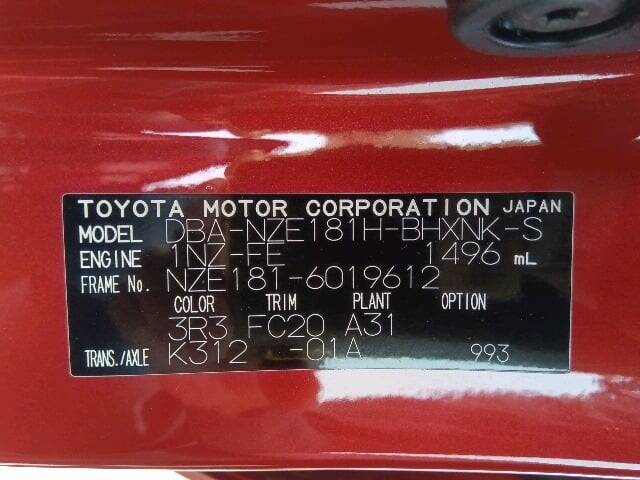 TOYOTA MOTOR CORPORATION JAPAN
MODEL DBA-NZE181H-BHXNK-S
ENGINE 1NZ-FE 1496 mL
FRAME No. NZE181-6019612
COLOR TRIM PLANT OPTION
3R3 FC20 A31
TRANS./AXLE K312 -01A 993